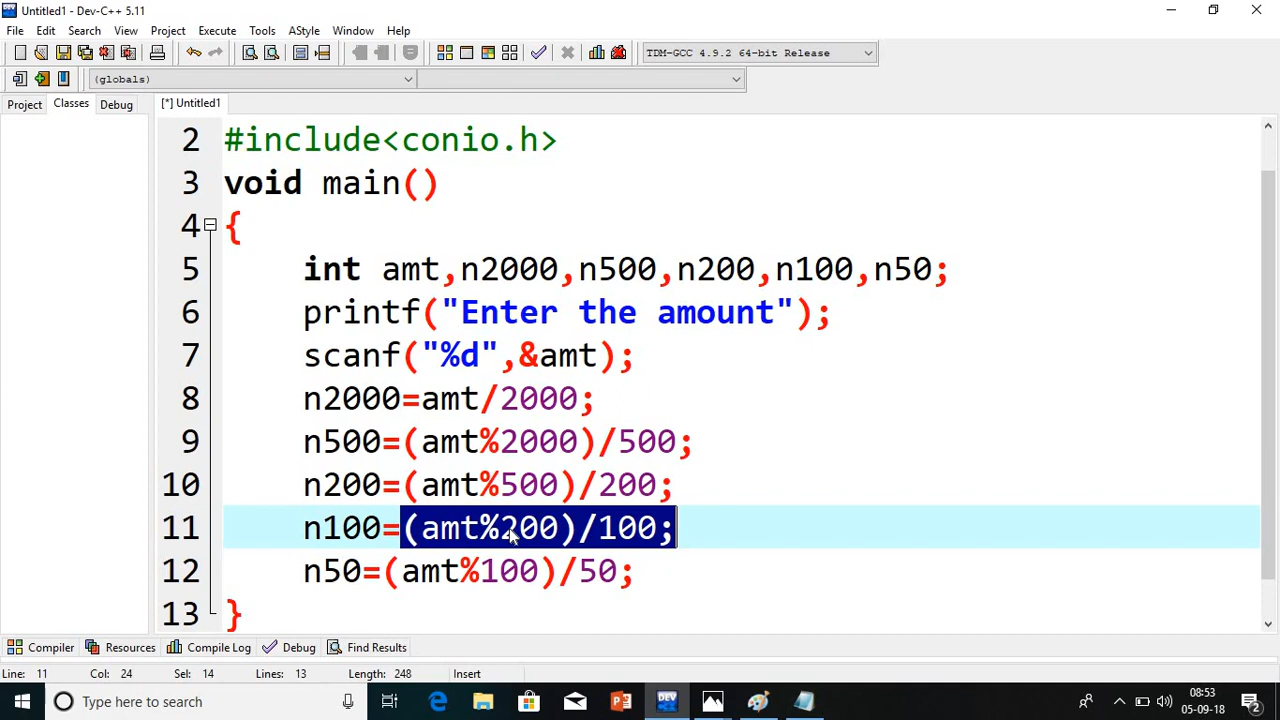 Untitled1 - Dev-C++ 5.11
File Edit Search View Project Execute Tools AStyle Window Help
TDM-GCC 4.9.2 64-bit Release
(globals)
Project Classes Debug [*] Untitled1
2 #include<conio.h>
3 void main()
4 {
5 int amt,n2000,n500,n200,n100,n50;
6 printf("Enter the amount");
7 scanf("%d",&amt);
8 n2000=amt/2000;
9 n500=(amt%2000)/500;
10 n200=(amt%500)/200;
11 n100=(amt%200)/100;
12 n50=(amt%100)/50;
13 }
Compiler Resources Compile Log Debug Find Results
Line: 11 Col: 24 Sel: 14 Lines: 13 Length: 248 Insert
Type here to search DEV 08:53
05-09-18 2